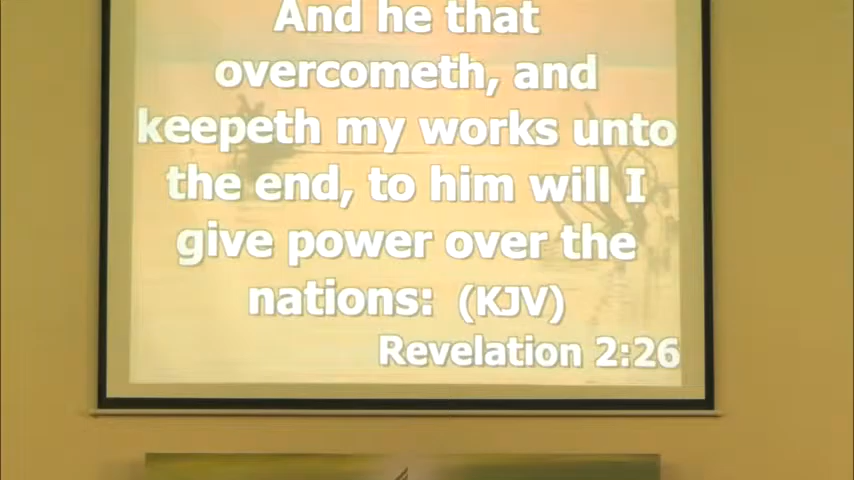 And he that
overcometh, and
keepeth my works unto
the end, to him will I
give power over the
nations: (KJV)
Revelation 2:26